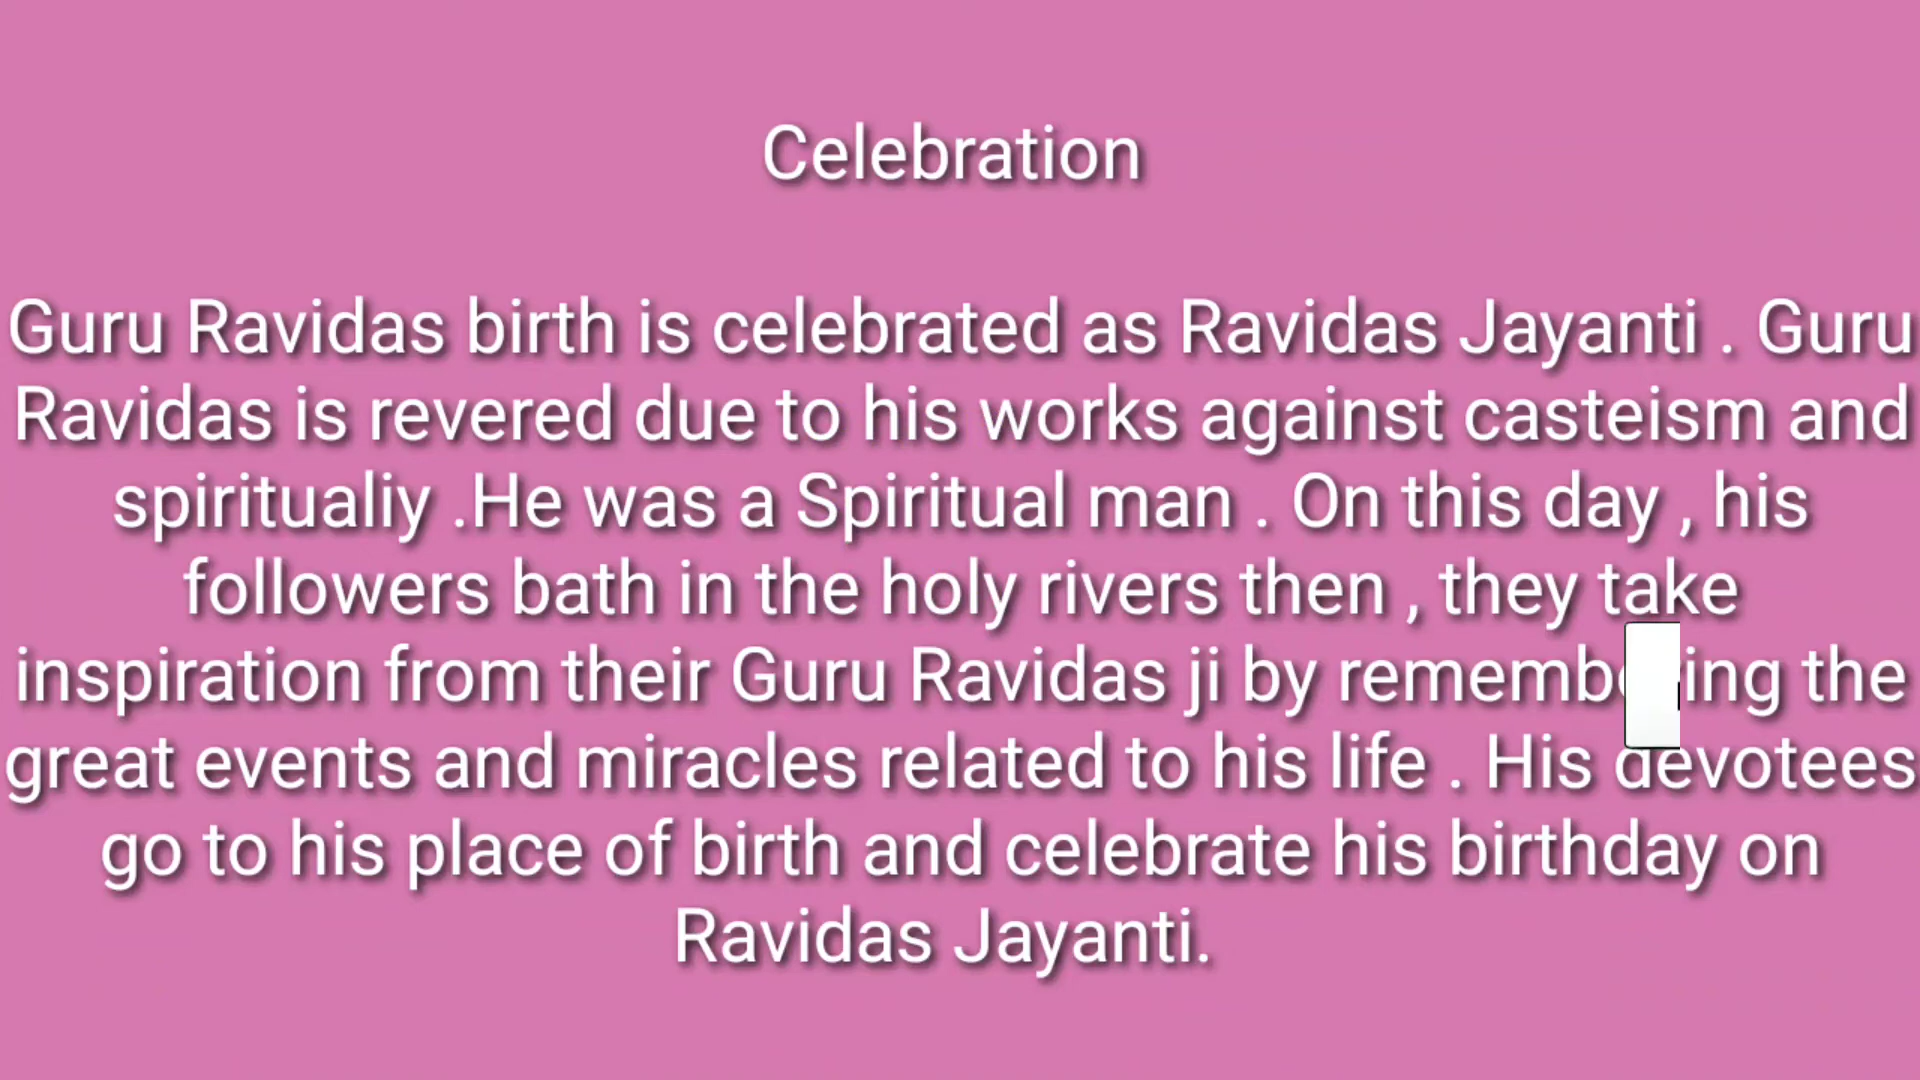 Celebration
Guru Ravidas birth is celebrated as Ravidas Jayanti . Guru
Ravidas is revered due to his works against casteism and
spiritualiy .He was a Spiritual man . On this day , his
followers bath in the holy rivers then , they take
inspiration from their Guru Ravidas ji by remembering the
great events and miracles related to his life . His devotees
go to his place of birth and celebrate his birthday on
Ravidas Jayanti.